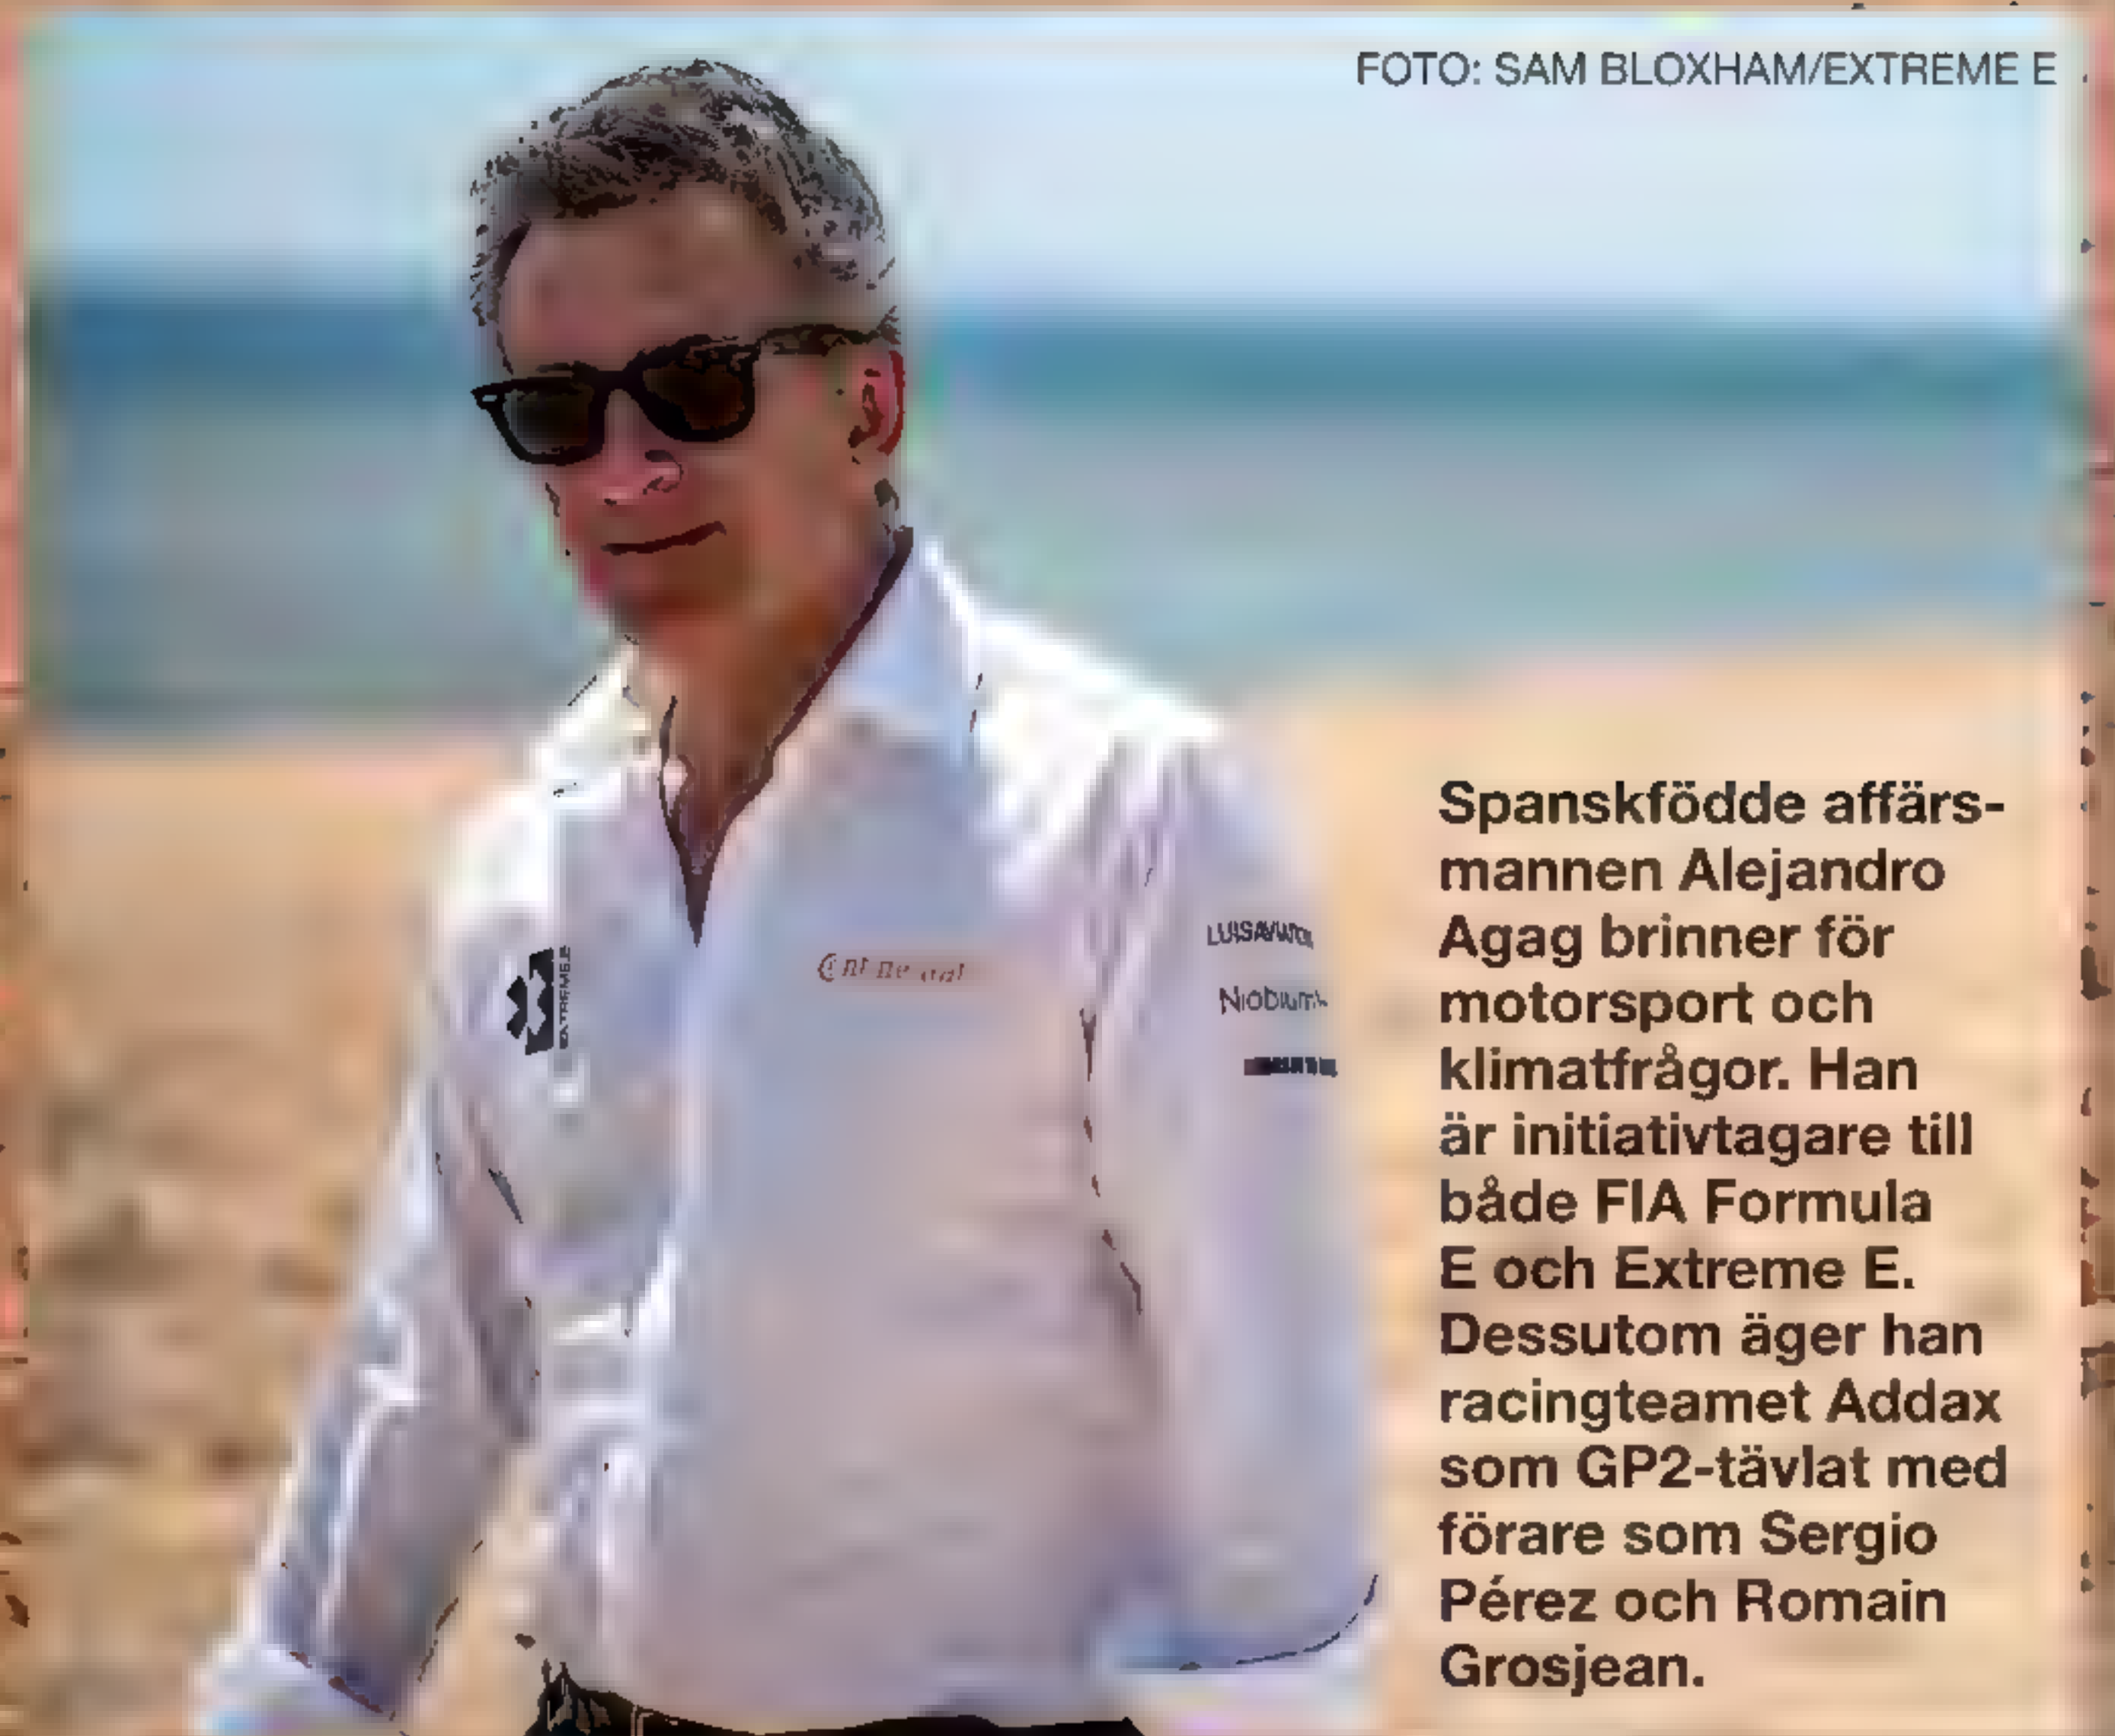 FOTO: SAM BLOXHAM/EXTREME E
Spanskfödde affärs-
mannen Alejandro
Agag brinner för
motorsport och
klimatfrågor. Han
är initiativtagare till
både FIA Formula
E och Extreme E.
Dessutom äger han
racingteamet Addax
som GP2-tävlat med
förare som Sergio
Pérez och Romain
Grosjean.
EXTREME E
Niobium